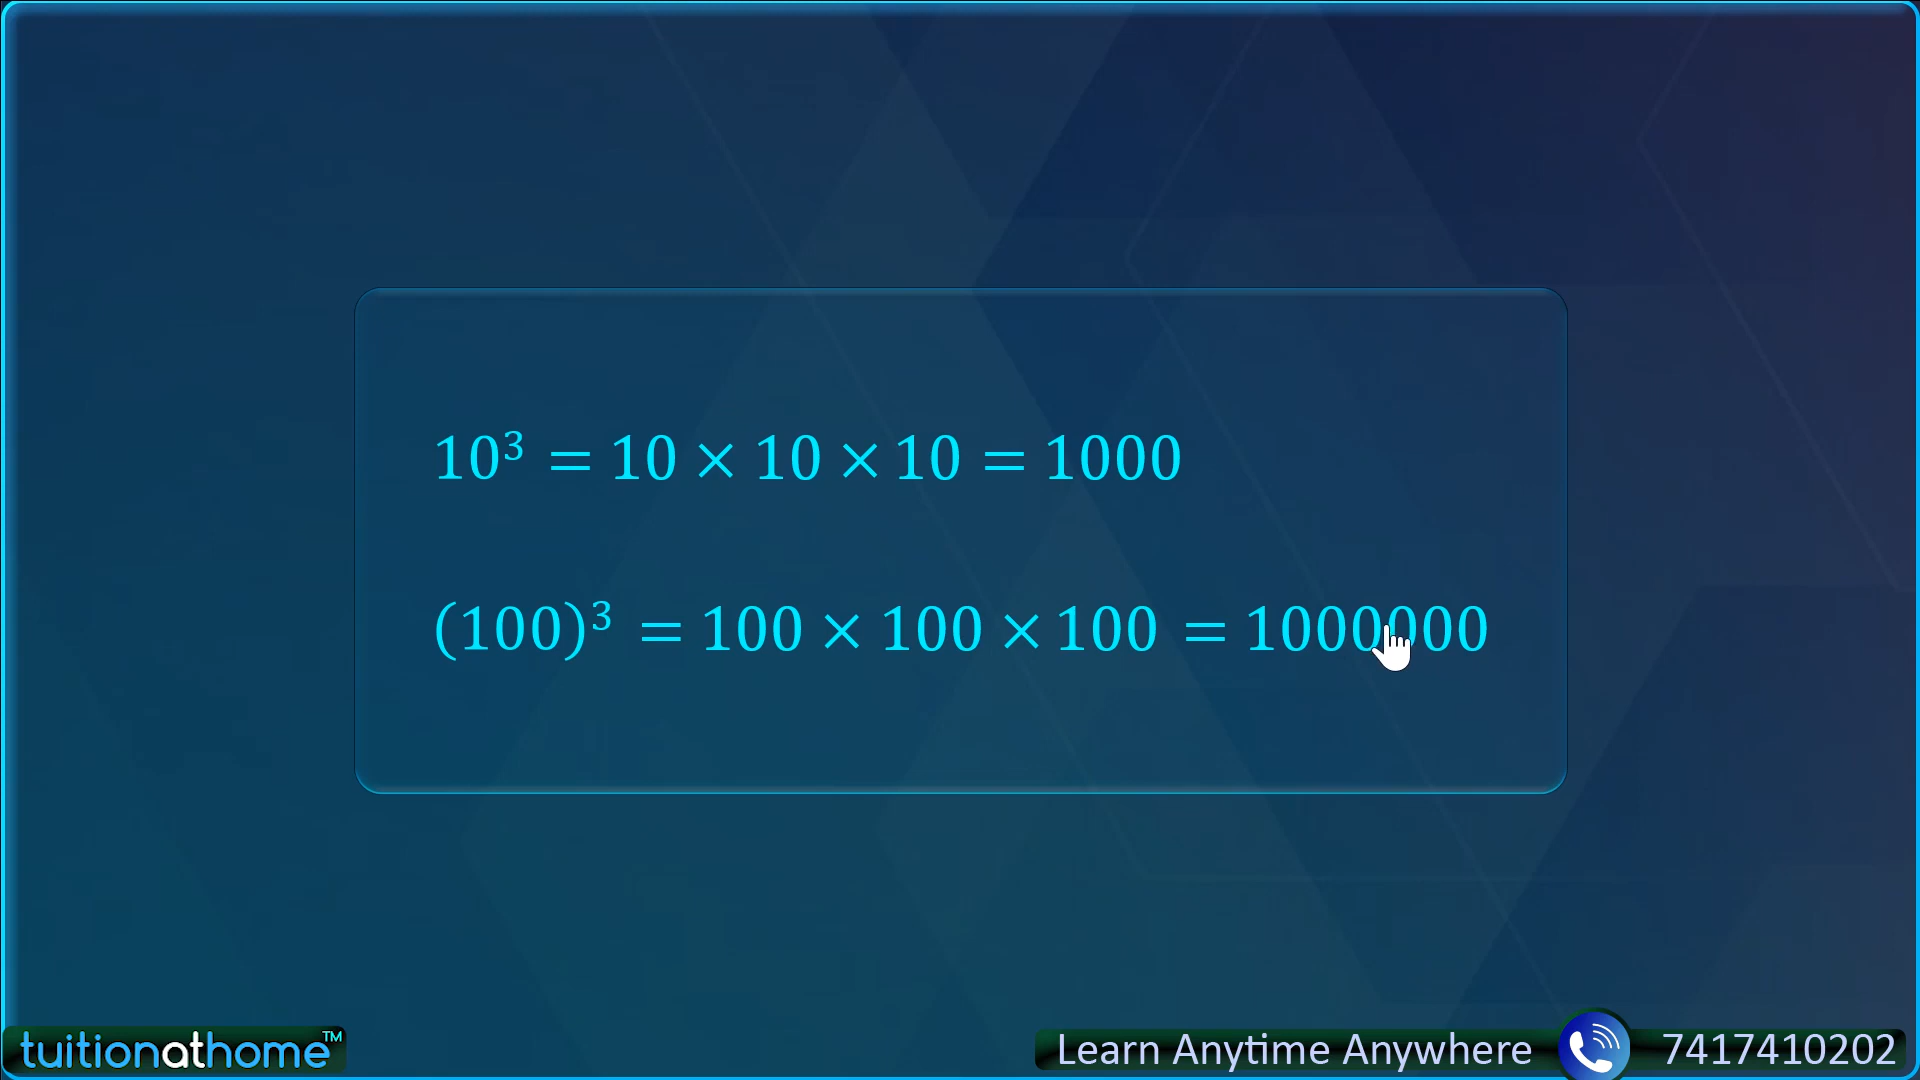 10³ = 10 × 10 × 10 = 1000
(100)³ = 100 × 100 × 100 = 1000000
tuitionathome™
Learn Anytime Anywhere 7417410202